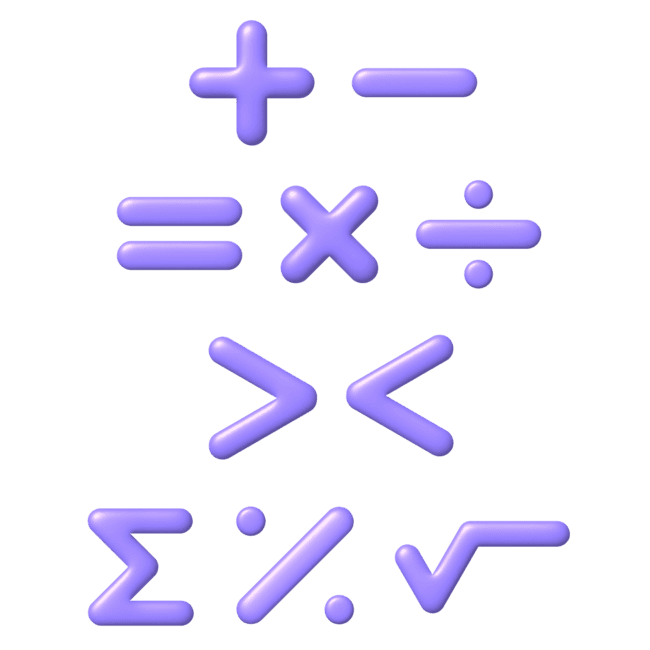 + −
= × ÷
> <
Σ % √